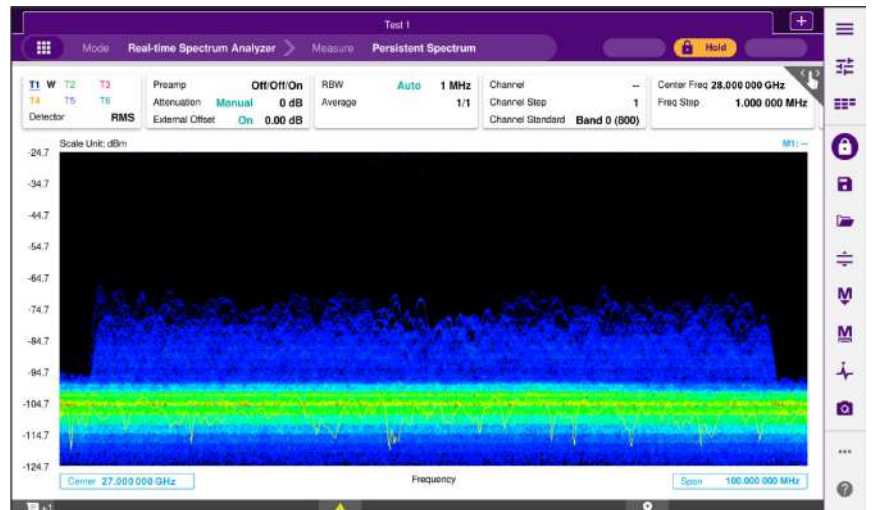 Test 1
Mode Real-time Spectrum Analyzer Measure Persistent Spectrum Hold
T1 W T2 T3
T4 T5 T6
Detector RMS
Preamp Off/Off/On
Attenuation Manual 0 dB
External Offset On 0.00 dB
RBW Auto 1 MHz
Average 1/1
Channel --
Channel Step 1
Channel Standard Band 0 (800)
Center Freq 28.000 000 GHz
Freq Step 1.000 000 MHz
Scale Unit: dBm M1: --
-24.7
-34.7
-44.7
-54.7
-64.7
-74.7
-84.7
-94.7
-104.7
-114.7
-124.7
Center 27.000 000 GHz Frequency Span 100.000 000 MHz
+1